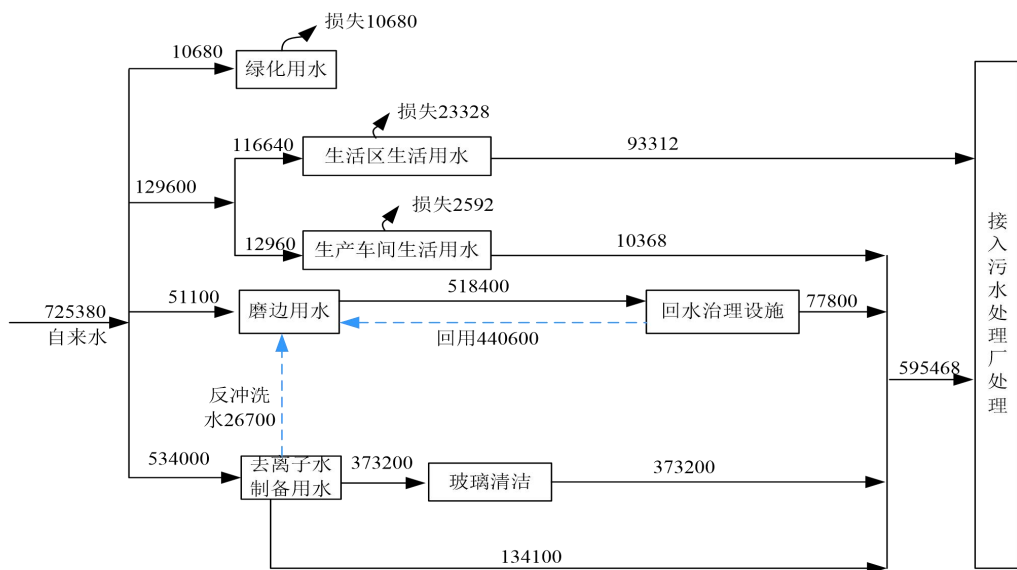 损失10680
10680
绿化用水
损失23328
116640
生活区生活用水
93312
129600
损失2592
12960
生产车间生活用水
10368
接入污水处理厂处理
725380
自来水
51100
磨边用水
518400
回水治理设施
77800
回用440600
595468
反冲洗
水26700
534000
去离子水
制备用水
373200
玻璃清洁
373200
134100